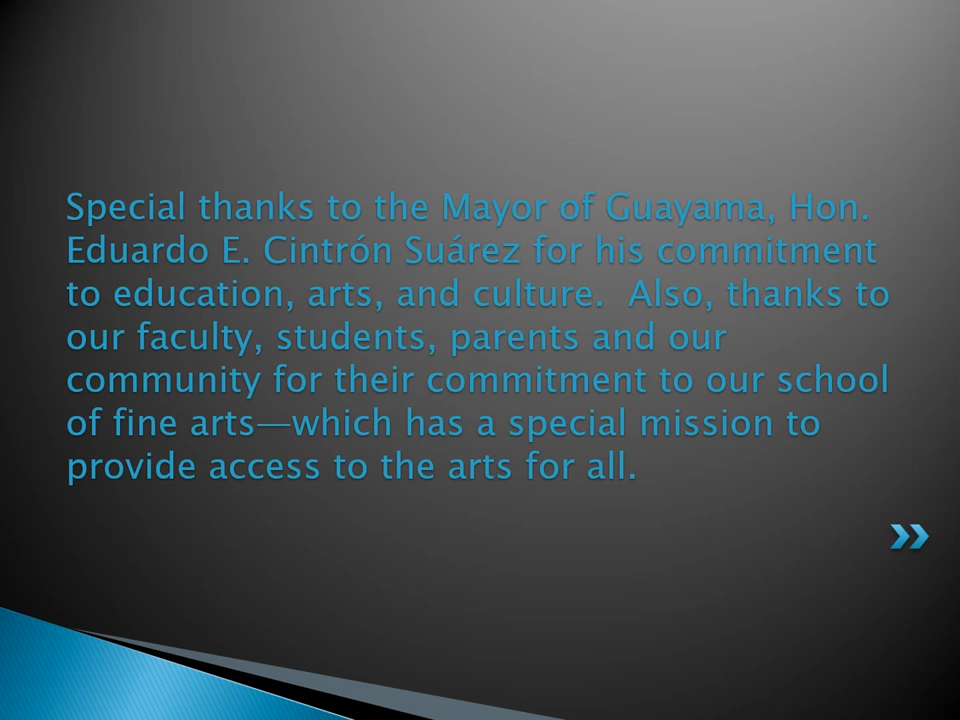 Special thanks to the Mayor of Guayama, Hon.
Eduardo E. Cintrón Suárez for his commitment
to education, arts, and culture.  Also, thanks to
our faculty, students, parents and our
community for their commitment to our school
of fine arts—which has a special mission to
provide access to the arts for all.